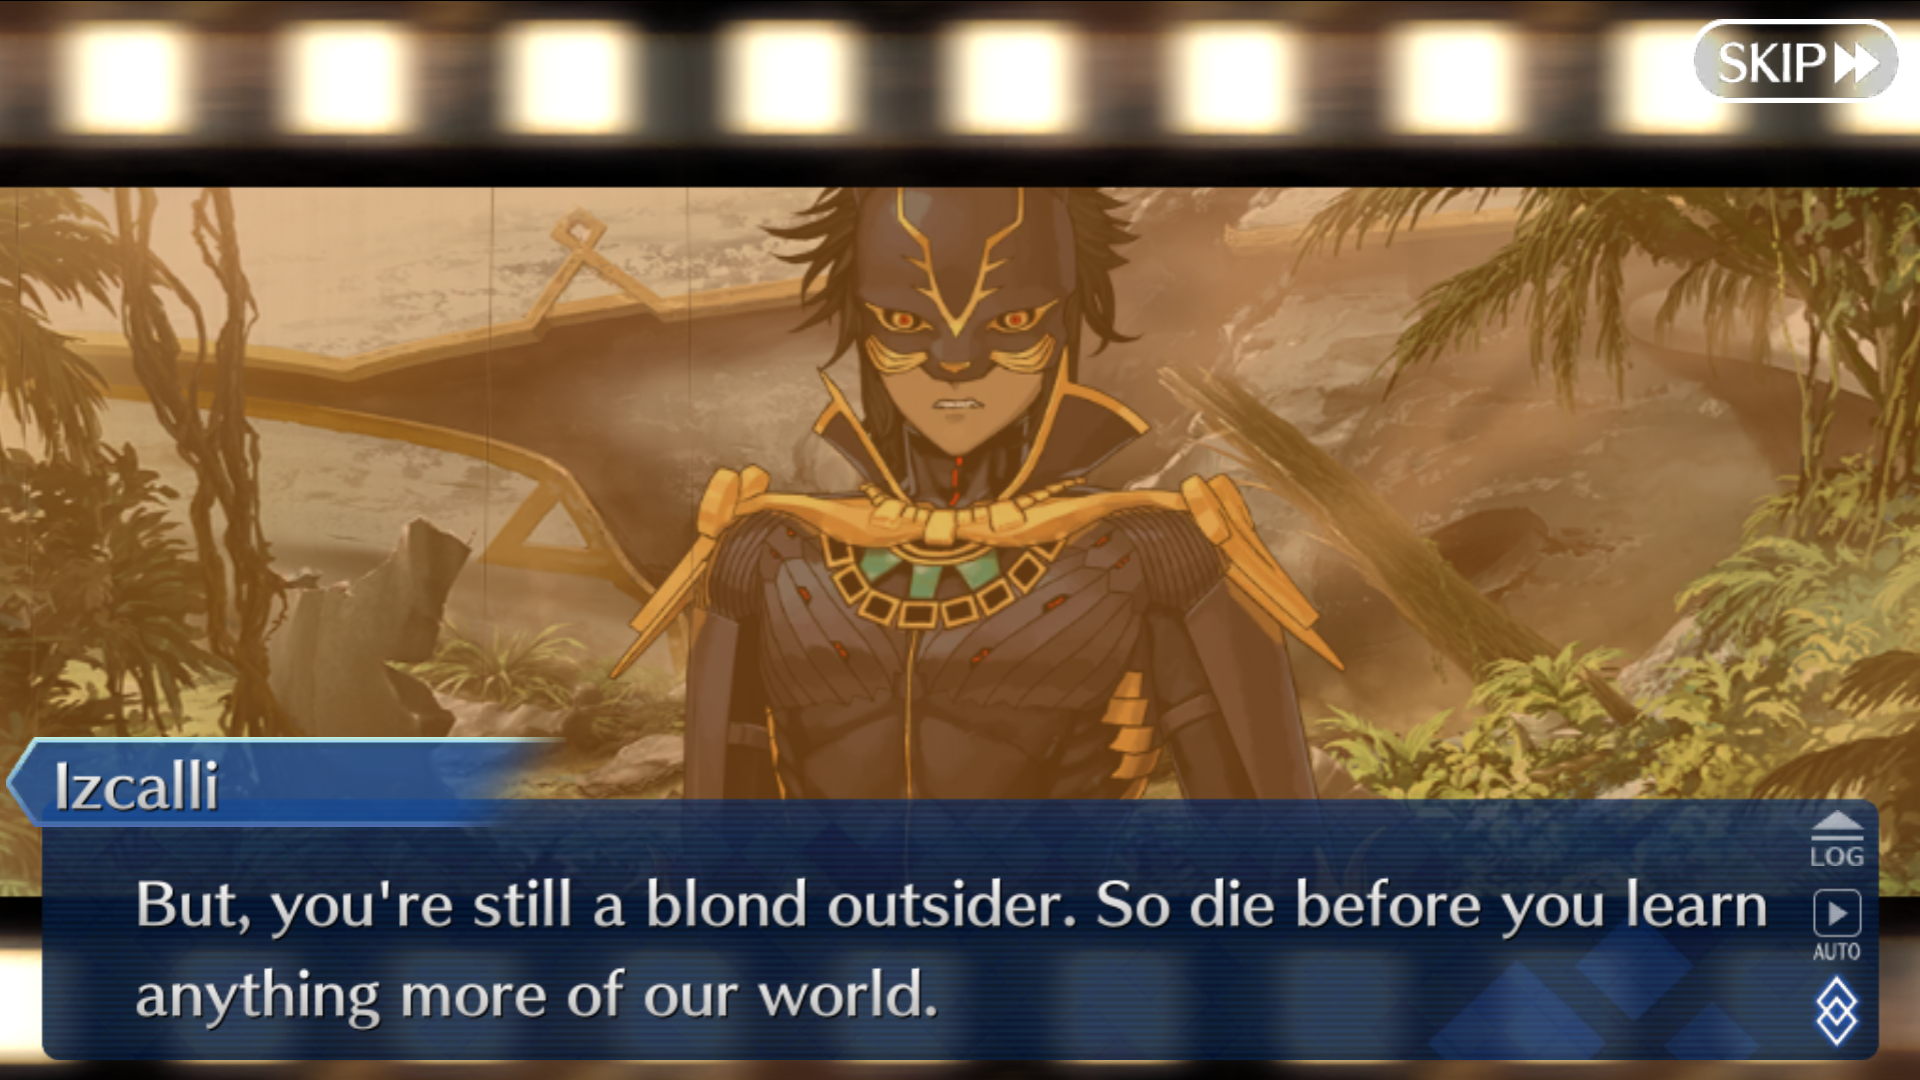 SKIP
Izcalli
But, you're still a blond outsider. So die before you learn
anything more of our world.
LOG
AUTO